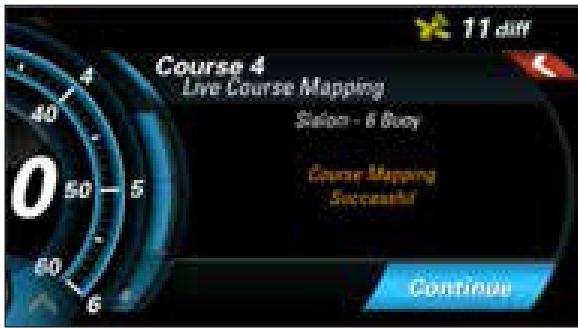 11 diff
Course 4
Live Course Mapping
Slalom - 6 Buoy
Course Mapping
Successful
Continue
0
40
50
60
4
5
6